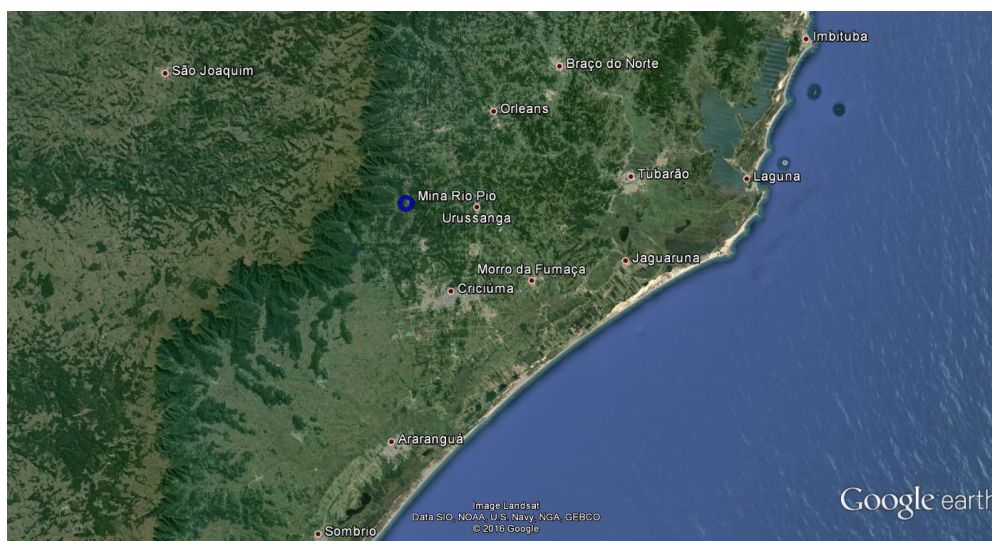 Imbituba
Braço do Norte
São Joaquim
Orleans
Tubarão
Laguna
Mina Rio Pio
Urussanga
Jaguaruna
Morro da Fumaça
Criciúma
Araranguá
Image Landsat
Data SIO, NOAA, U.S. Navy, NGA, GEBCO
© 2016 Google
Google earth
Sombrio